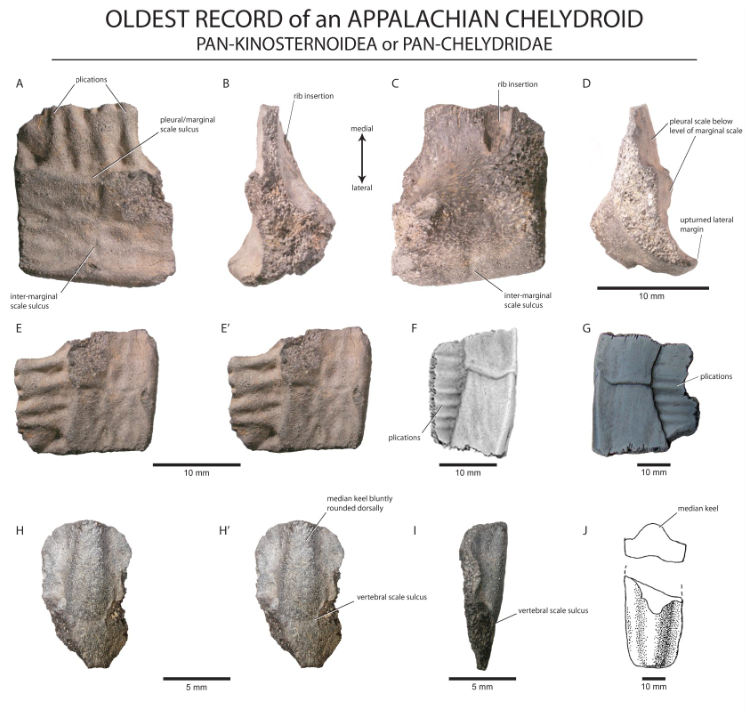 OLDEST RECORD of an APPALACHIAN CHELYDROID
PAN-KINOSTERNOIDEA or PAN-CHELYDRIDAE
A
plications
pleural/marginal
scale sulcus
inter-marginal
scale sulcus
B
rib insertion
medial
lateral
C
rib insertion
inter-marginal
scale sulcus
D
pleural scale below
level of marginal scale
upturned lateral
margin
10 mm
E
E’
10 mm
F
plications
10 mm
G
plications
10 mm
H
H’
median keel bluntly
rounded dorsally
vertebral scale sulcus
5 mm
I
vertebral scale sulcus
5 mm
J
median keel
10 mm